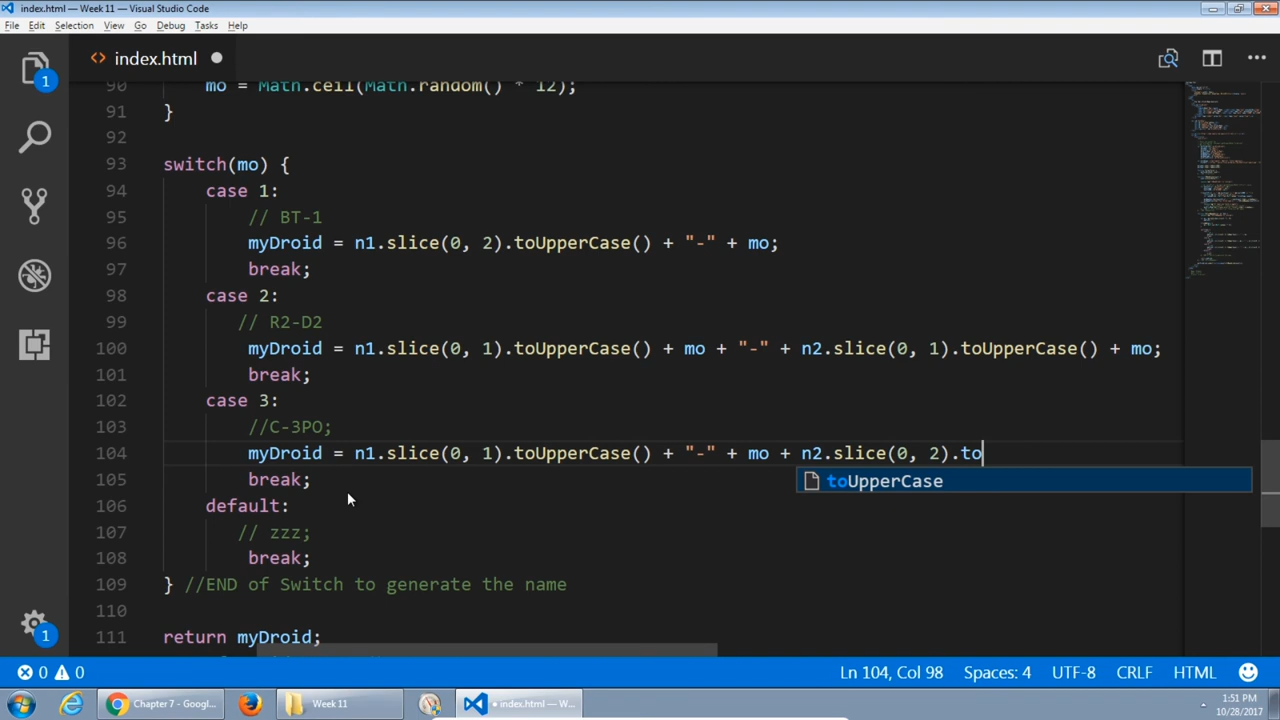 index.html — Week 11 — Visual Studio Code
File Edit Selection View Go Debug Tasks Help
1
index.html
90 mo = Math.ceil(Math.random() * 12);
91 }
92
93 switch(mo) {
94 case 1:
95 // BT-1
96 myDroid = n1.slice(0, 2).toUpperCase() + "-" + mo;
97 break;
98 case 2:
99 // R2-D2
100 myDroid = n1.slice(0, 1).toUpperCase() + mo + "-" + n2.slice(0, 1).toUpperCase() + mo;
101 break;
102 case 3:
103 //C-3PO;
104 myDroid = n1.slice(0, 1).toUpperCase() + "-" + mo + n2.slice(0, 2).to
toUpperCase
105 break;
106 default:
107 // zzz;
108 break;
109 } //END of Switch to generate the name
110
111 return myDroid;
1
0 0 Ln 104, Col 98 Spaces: 4 UTF-8 CRLF HTML
Chapter 7 - Googl... Week 11 • index.html — W... 1:51 PM
10/28/2017